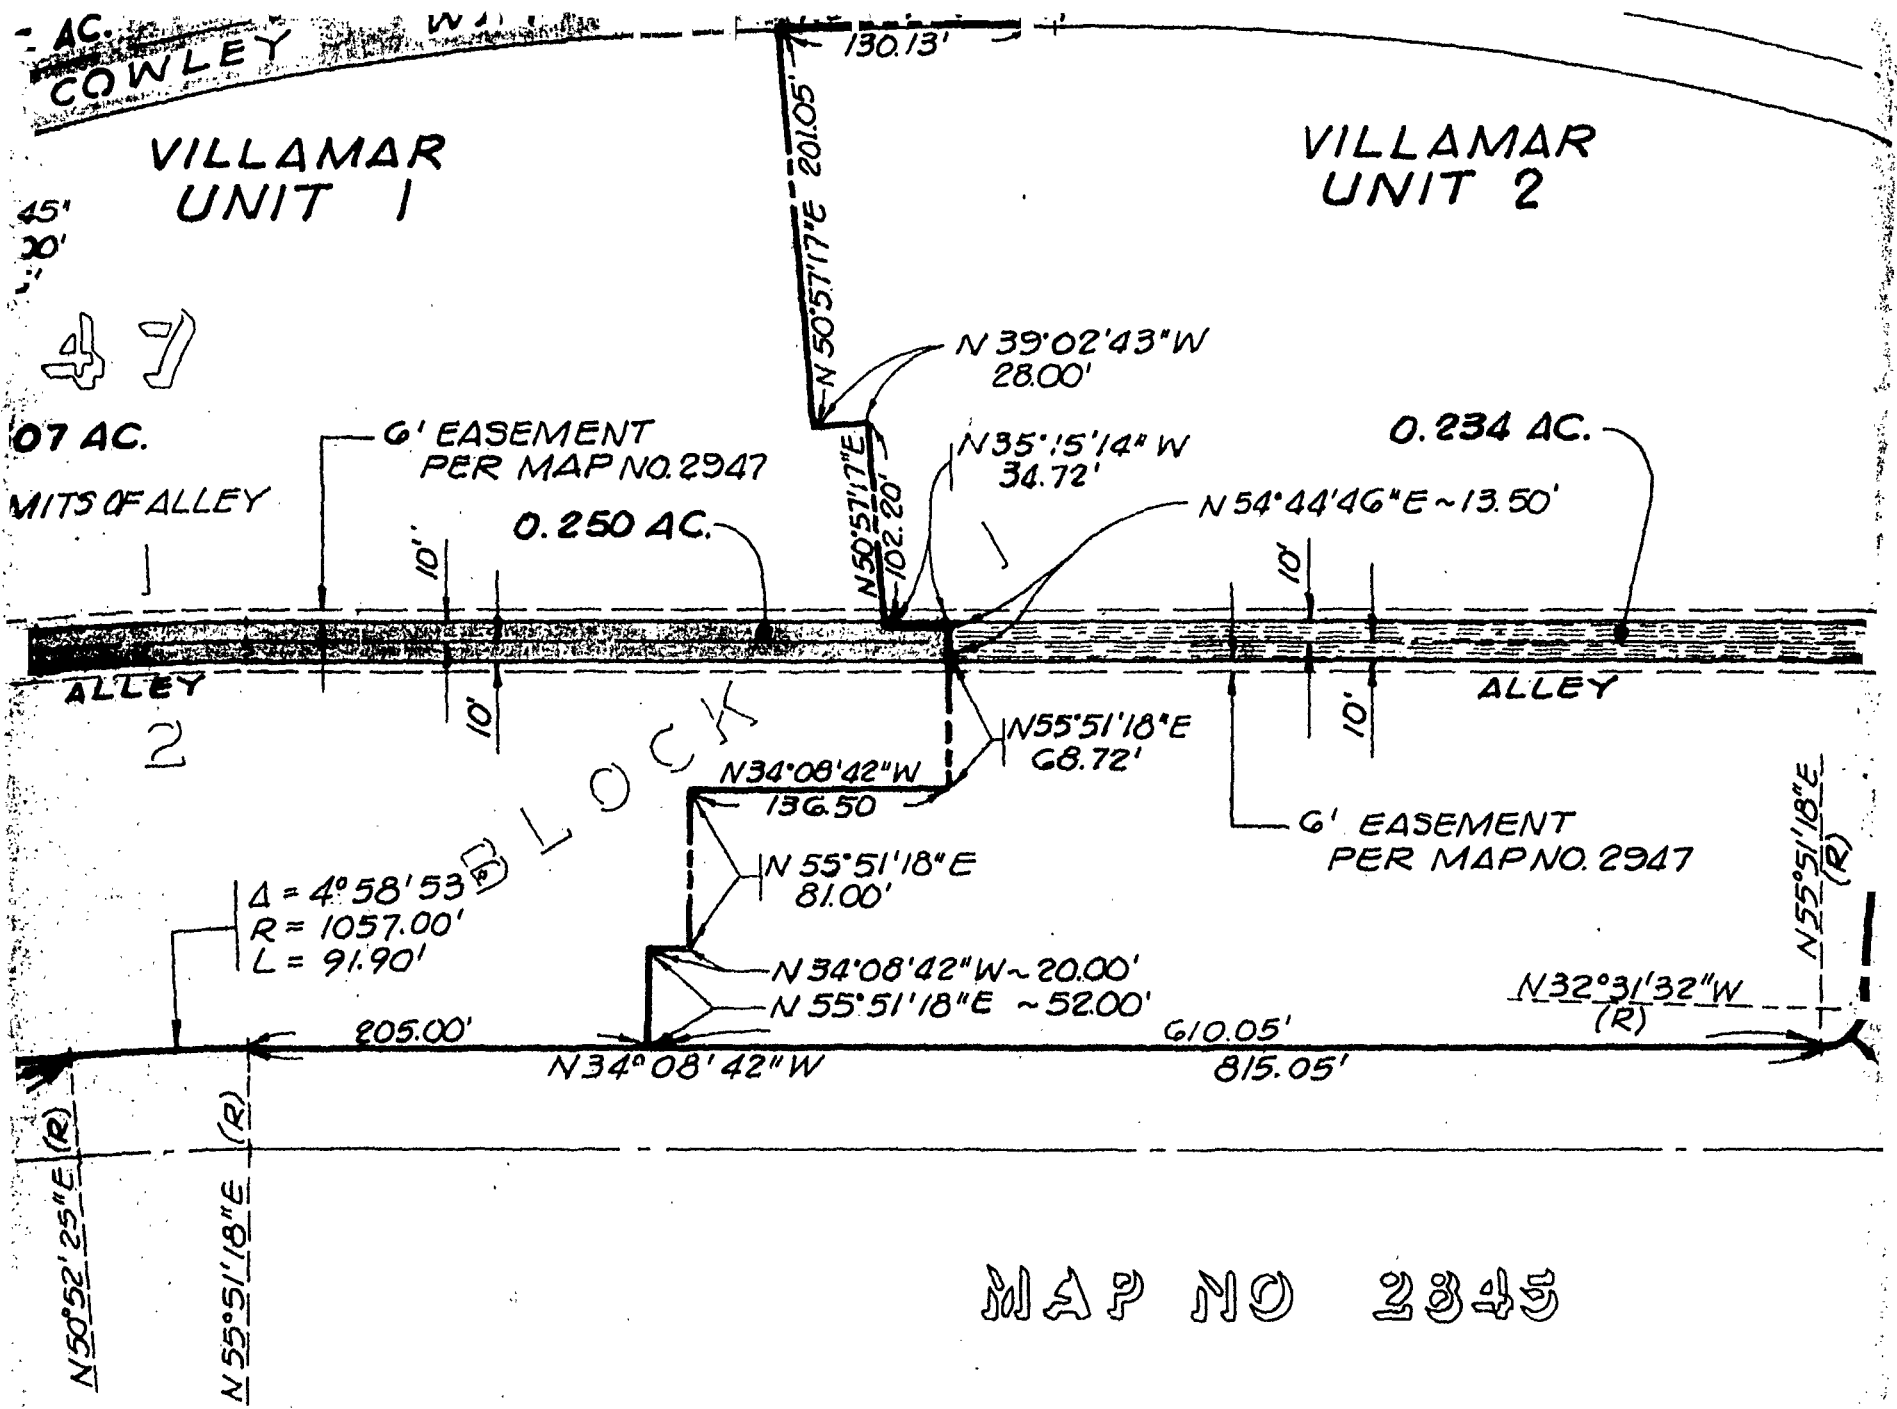 AC.
COWLEY
130.13'
VILLAMAR
UNIT 1
VILLAMAR
UNIT 2
45"
00'
N 50°57'17"E 201.05'
47
N 39°02'43"W
28.00'
07 AC.
6' EASEMENT
PER MAP NO. 2947
0.234 AC.
N 35°15'14" W
34.72'
MITS OF ALLEY
0.250 AC.
N 50°57'17"E
102.20'
N 54°44'46"E ~ 13.50'
1
1
10'
10'
ALLEY
10'
10'
ALLEY
2
BLOCK
N55°51'18"E
68.72'
N34°08'42"W
136.50
6' EASEMENT
PER MAP NO. 2947
N55°51'18"E
(R)
N 55°51'18"E
81.00'
Δ = 4°58'53"
R = 1057.00'
L = 91.90'
N 34°08'42"W ~ 20.00'
N 55°51'18"E ~ 52.00'
N32°31'32"W
(R)
205.00'
610.05'
N34°08'42"W
815.05'
N50°52'25"E (R)
N55°51'18"E (R)
MAP NO 2845